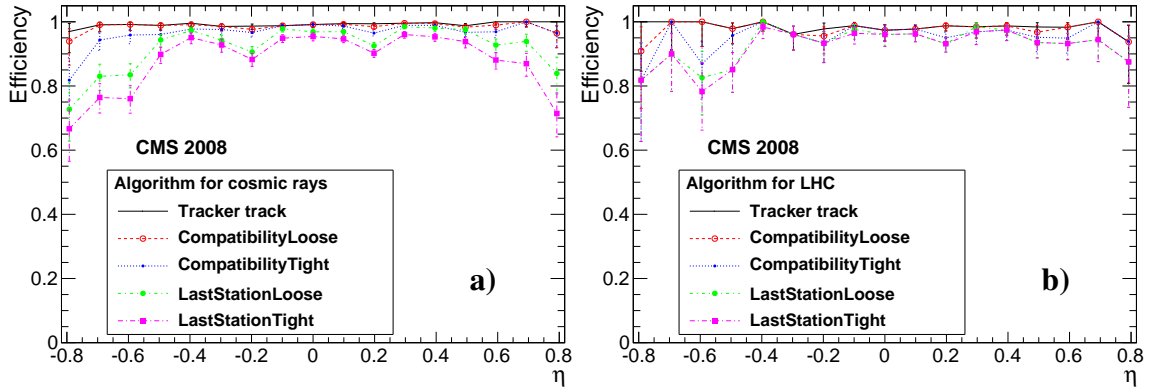 Efficiency
1
0.8
0.6
0.4
0.2
0
CMS 2008
Algorithm for cosmic rays
Tracker track
CompatibilityLoose
CompatibilityTight
LastStationLoose
LastStationTight
a)
-0.8 -0.6 -0.4 -0.2 0 0.2 0.4 0.6 0.8
η
Efficiency
1
0.8
0.6
0.4
0.2
0
CMS 2008
Algorithm for LHC
Tracker track
CompatibilityLoose
CompatibilityTight
LastStationLoose
LastStationTight
b)
-0.8 -0.6 -0.4 -0.2 0 0.2 0.4 0.6 0.8
η